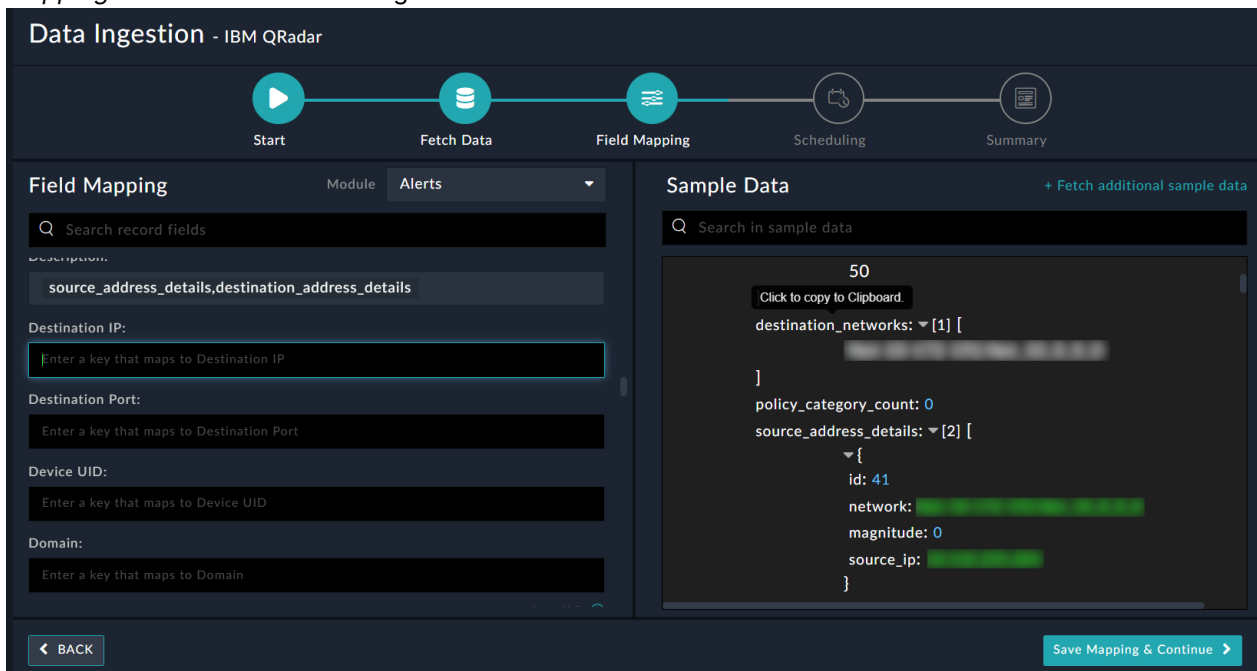 Data Ingestion - IBM QRadar
Start
Fetch Data
Field Mapping
Scheduling
Summary
Field Mapping
Module
Alerts
Search record fields
Description:
source_address_details,destination_address_details
Destination IP:
Enter a key that maps to Destination IP
Destination Port:
Enter a key that maps to Destination Port
Device UID:
Enter a key that maps to Device UID
Domain:
Enter a key that maps to Domain
BACK
Sample Data
+ Fetch additional sample data
Search in sample data
50
Click to copy to Clipboard.
destination_networks: [1] [
]
policy_category_count: 0
source_address_details: [2] [
{
id: 41
network:
magnitude: 0
source_ip:
}
Save Mapping & Continue